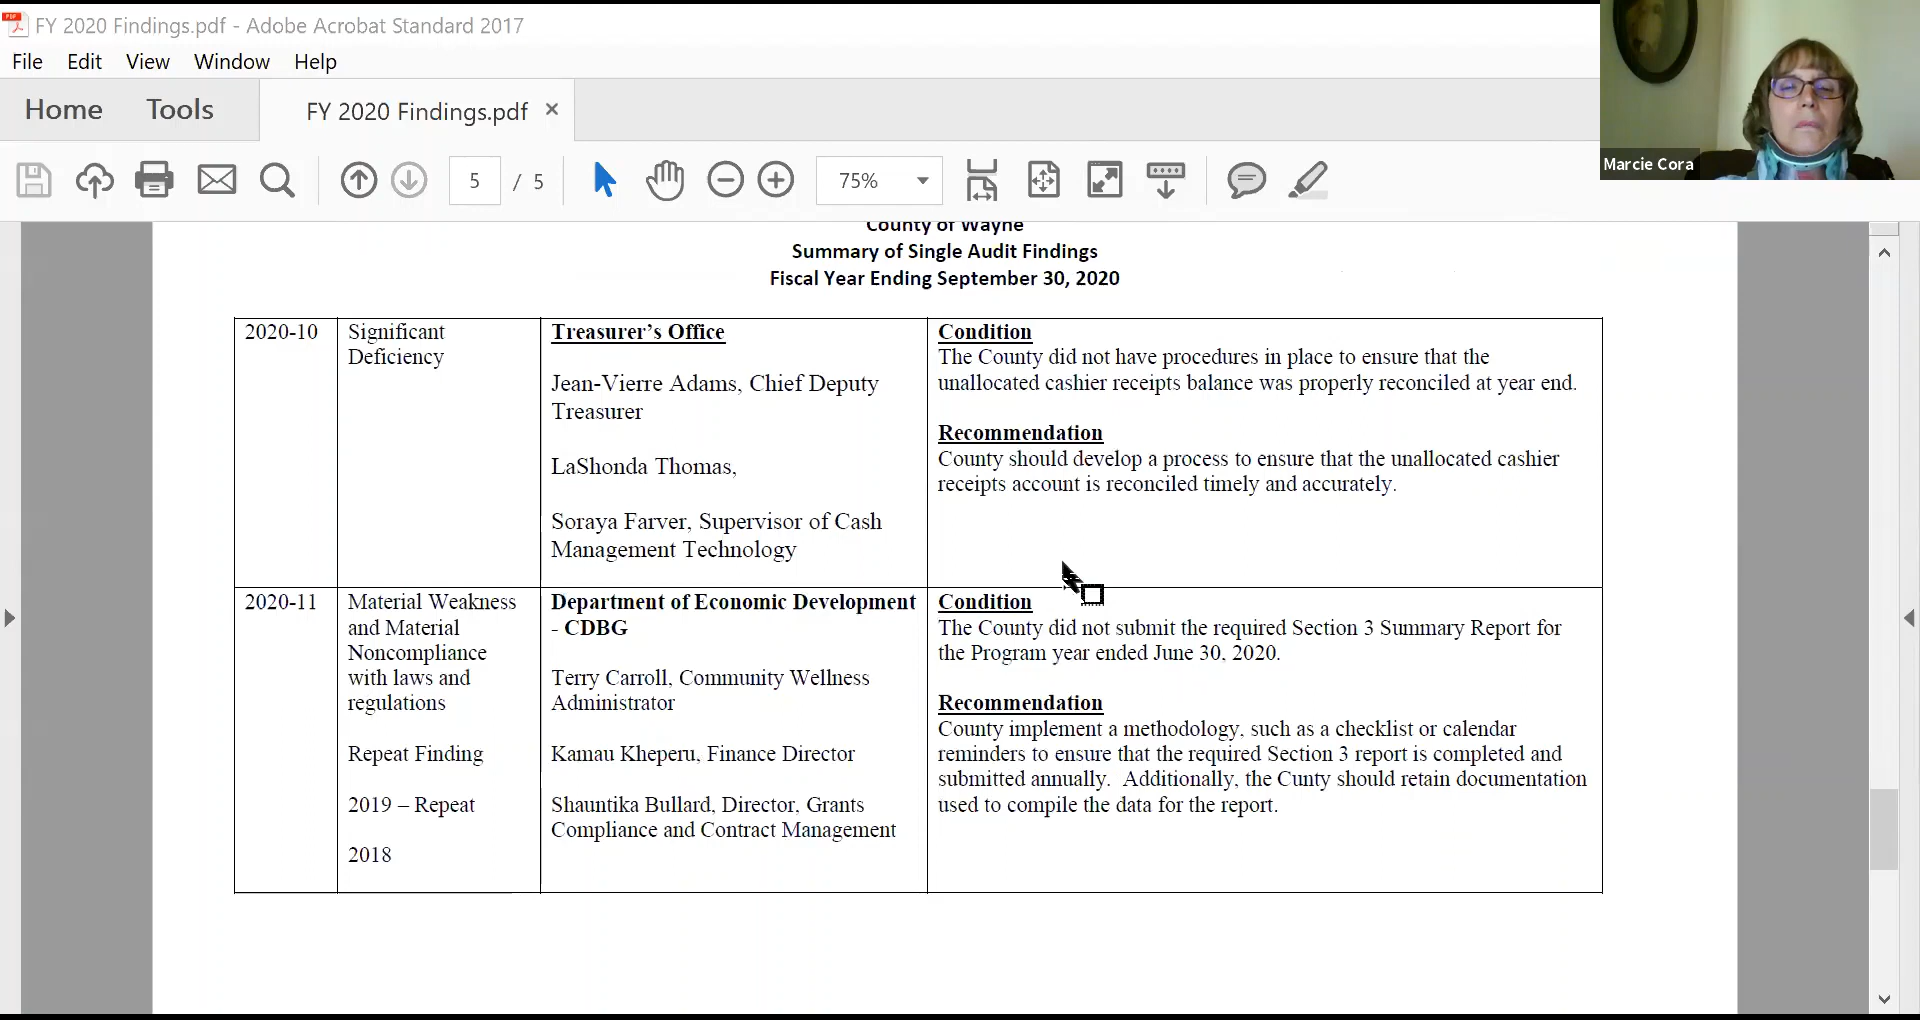 FY 2020 Findings.pdf - Adobe Acrobat Standard 2017
File Edit View Window Help
Home Tools FY 2020 Findings.pdf ×
5 / 5 75%
Marcie Cora
County of Wayne
Summary of Single Audit Findings
Fiscal Year Ending September 30, 2020
2020-10
Significant
Deficiency
Treasurer's Office
Jean-Vierre Adams, Chief Deputy
Treasurer
LaShonda Thomas,
Soraya Farver, Supervisor of Cash
Management Technology
Condition
The County did not have procedures in place to ensure that the
unallocated cashier receipts balance was properly reconciled at year end.
Recommendation
County should develop a process to ensure that the unallocated cashier
receipts account is reconciled timely and accurately.
2020-11
Material Weakness
and Material
Noncompliance
with laws and
regulations
Repeat Finding
2019 – Repeat
2018
Department of Economic Development
- CDBG
Terry Carroll, Community Wellness
Administrator
Kamau Kheperu, Finance Director
Shauntika Bullard, Director, Grants
Compliance and Contract Management
Condition
The County did not submit the required Section 3 Summary Report for
the Program year ended June 30, 2020.
Recommendation
County implement a methodology, such as a checklist or calendar
reminders to ensure that the required Section 3 report is completed and
submitted annually.  Additionally, the Cunty should retain documentation
used to compile the data for the report.